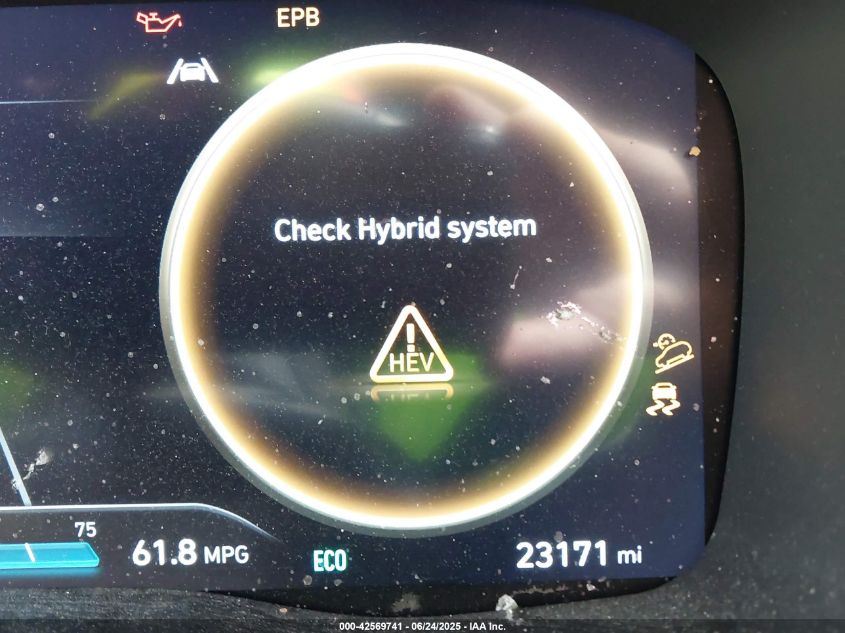 EPB
Check Hybrid system
HEV
75
61.8 MPG
ECO
23171 mi
000-42569741 - 06/24/2025 - IAA Inc.